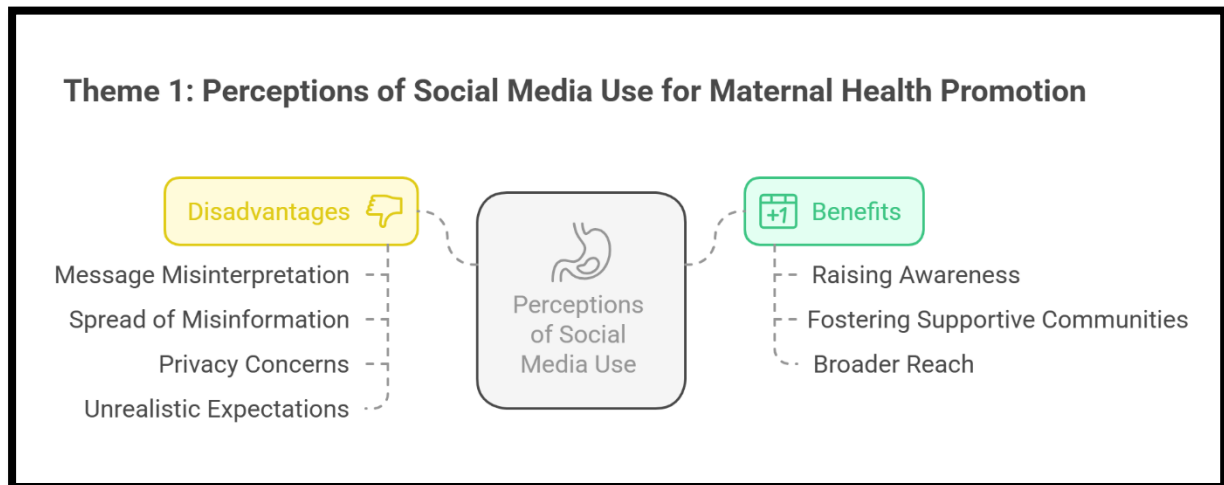 Theme 1: Perceptions of Social Media Use for Maternal Health Promotion
Disadvantages
Message Misinterpretation
Spread of Misinformation
Privacy Concerns
Unrealistic Expectations
Perceptions
of Social
Media Use
+1
Benefits
Raising Awareness
Fostering Supportive Communities
Broader Reach